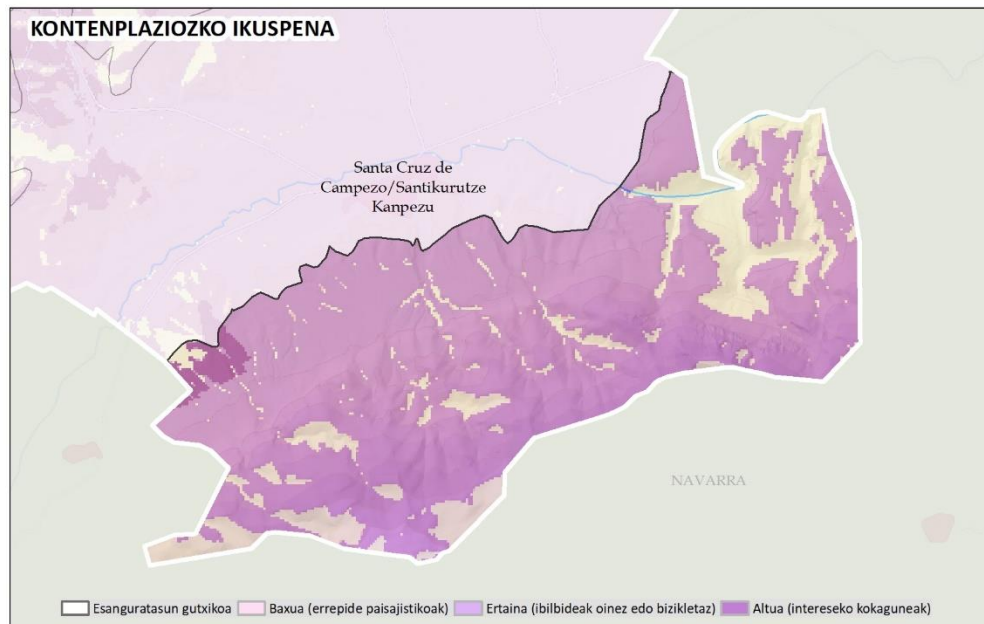 KONTENPLAZIOZKO IKUSPENA
Santa Cruz de
Campezo/Santikurutze
Kanpezu
NAVARRA
Esanguratasun gutxikoa
Baxua (errepide paisajistikoak)
Ertaina (ibilbideak oinez edo bizikletaz)
Altua (intereseko kokaguneak)